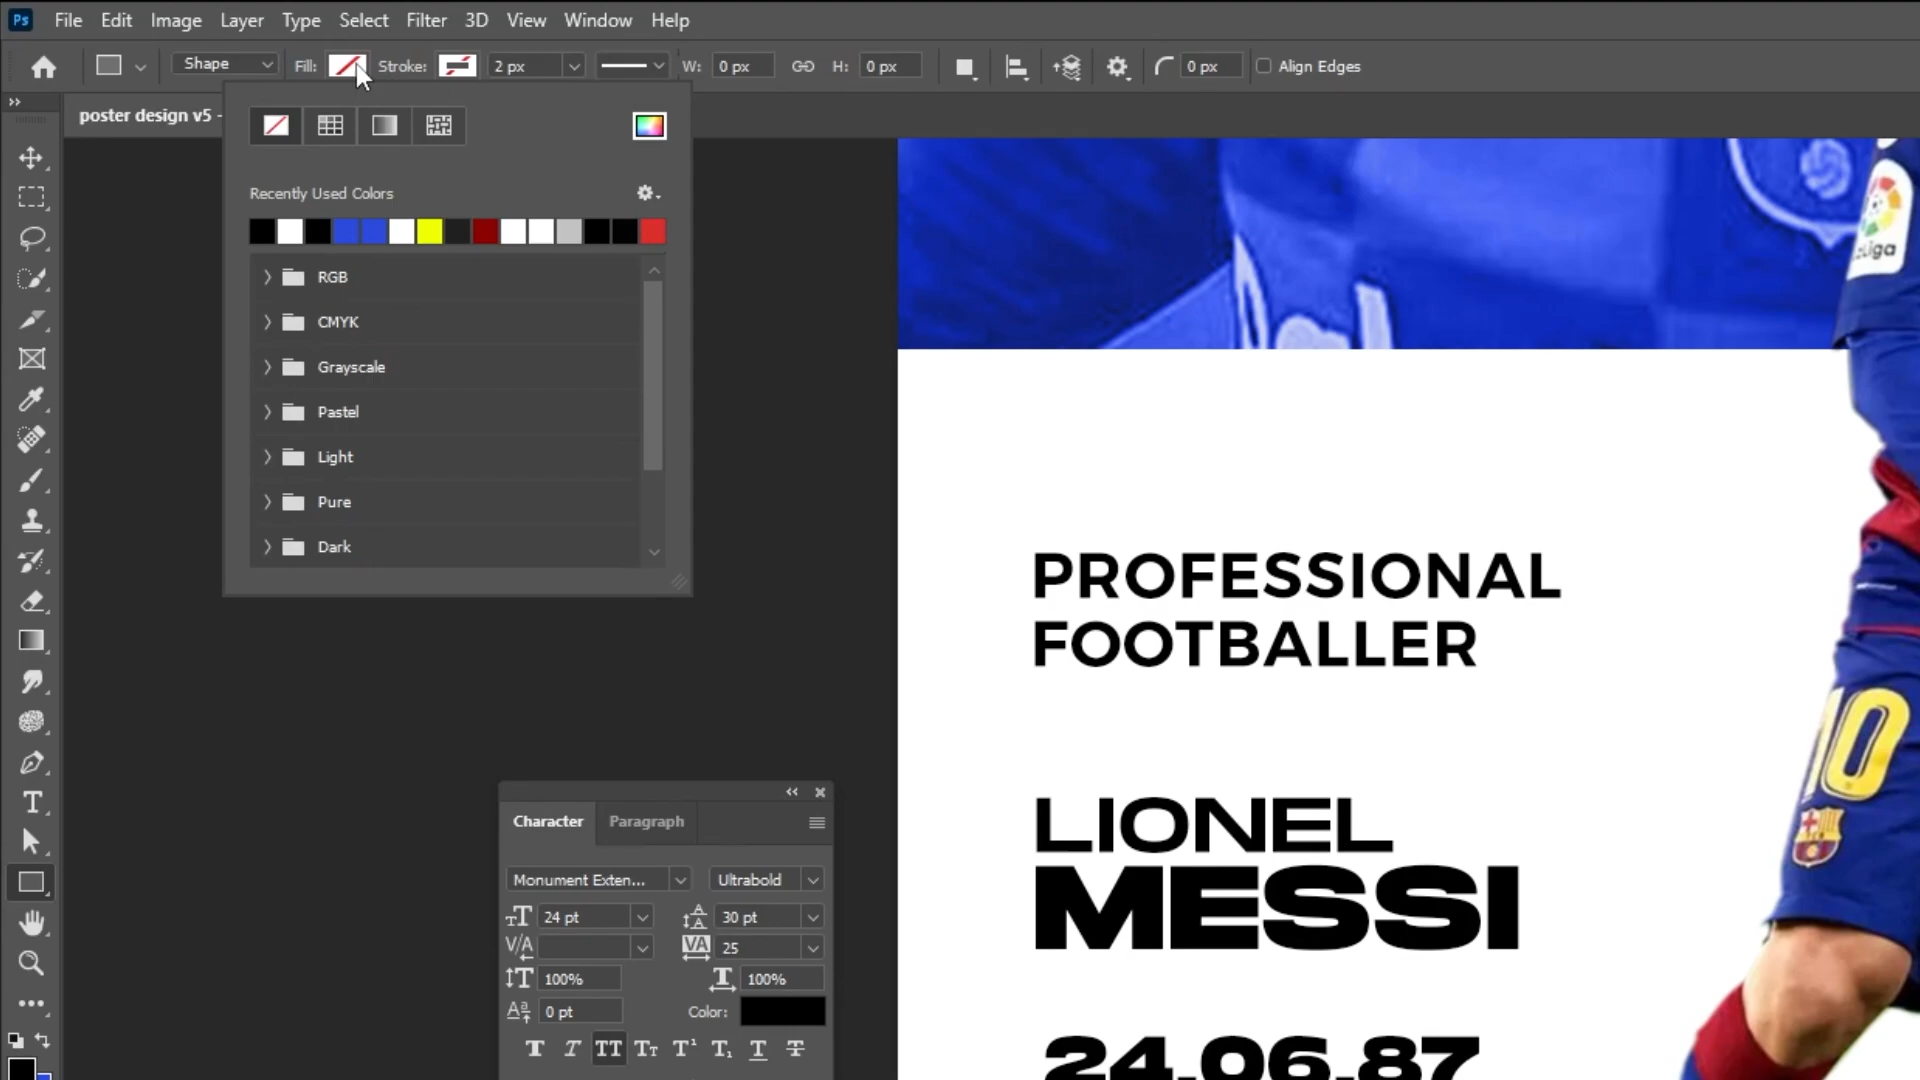 Ps File Edit Image Layer Select Type Filter 3D View Window Help
Shape Fill: Stroke: 2 px W: 0 px H: 0 px 0 px Align Edges
poster design v5 -
Recently Used Colors
RGB
CMYK
Grayscale
Pastel
Light
Pure
Dark
LaLiga
PROFESSIONAL
FOOTBALLER
10
LIONEL
MESSI
24.06.87
Character Paragraph
Monument Exten... Ultrabold
24 pt 30 pt
25
100% 100%
0 pt Color: